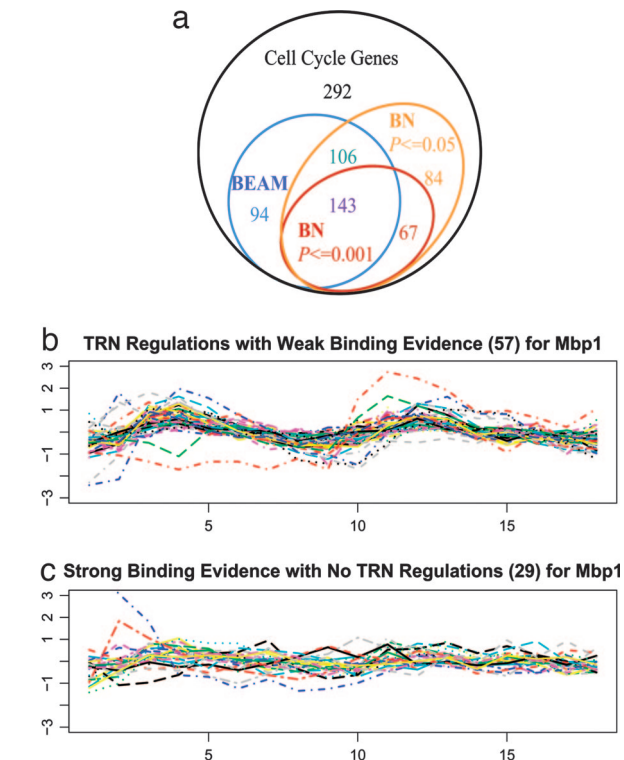 a
Cell Cycle Genes
292
BN
P<=0.05
106
84
BEAM
94
143
BN
P<=0.001
67
b TRN Regulations with Weak Binding Evidence (57) for Mbp1
3
2
1
−1
−3
5 10 15
c Strong Binding Evidence with No TRN Regulations (29) for Mbp1
3
2
1
−1
−3
5 10 15